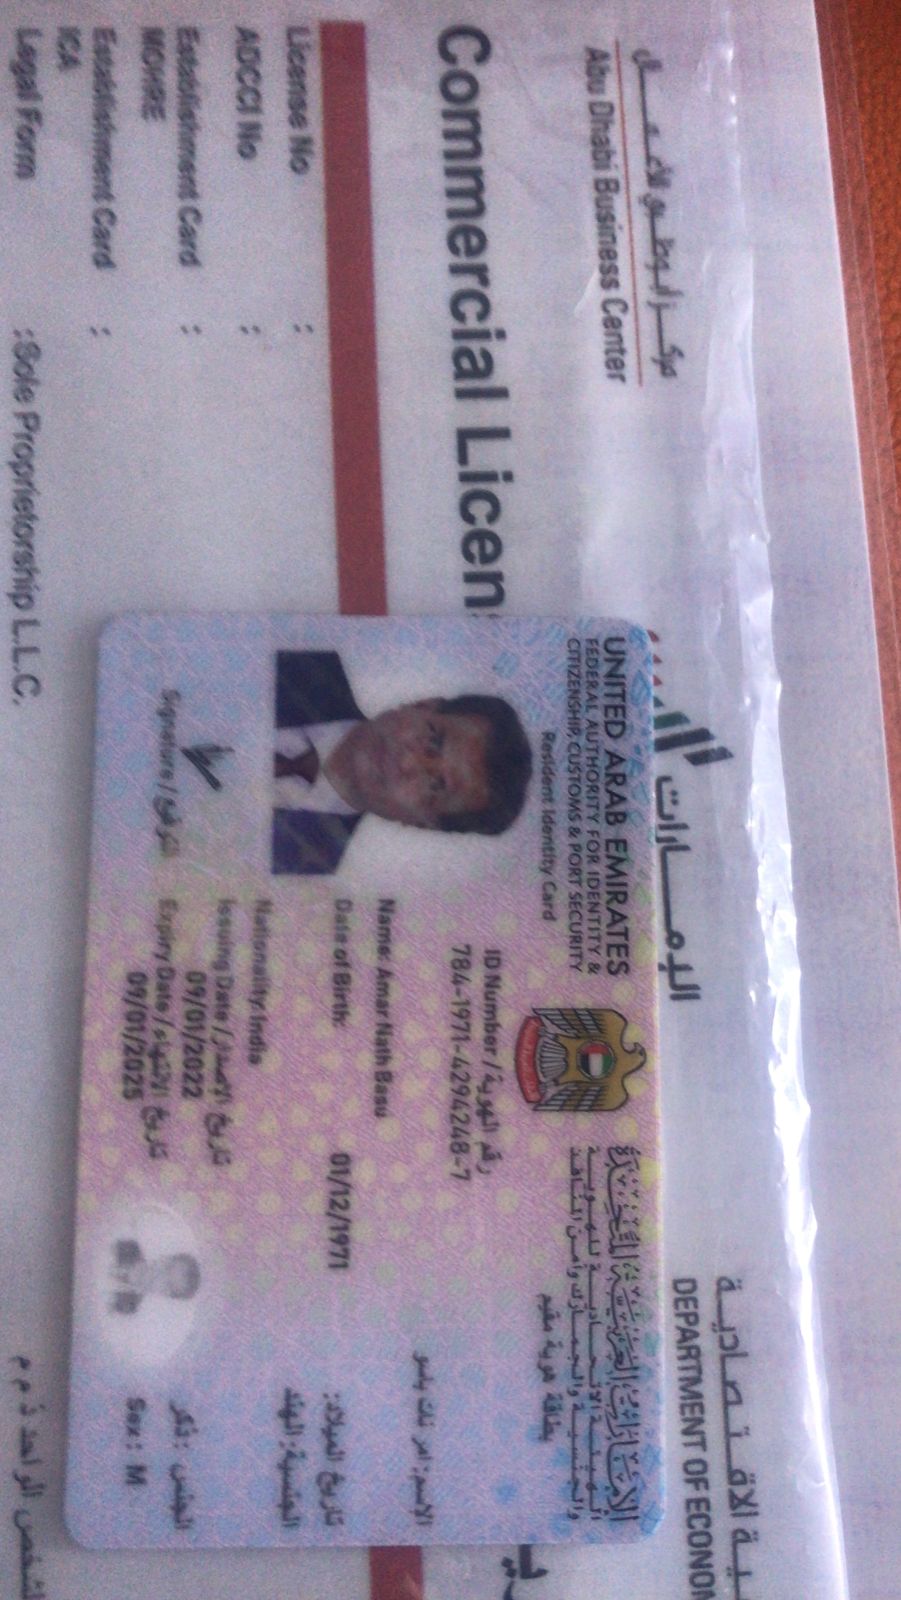 مركز أبوظبي للأعمال
Abu Dhabi Business Center
الإمارات
DEPARTMENT OF ECONOM
ية الاقتصادية
Commercial Licen
License No :
ADCCI No :
Establishment Card :
MOHRE
Establishment Card :
ICA
Legal Form : Sole Proprietorship L.L.C.
الشخص الواحد ذ م م
UNITED ARAB EMIRATES
FEDERAL AUTHORITY FOR IDENTITY &
CITIZENSHIP, CUSTOMS & PORT SECURITY
Resident Identity Card
الإمارات العربية المتحدة
الهيئة الاتحادية للهوية
والجنسية والجمارك وأمن المنافذ
بطاقة هوية مقيم
ID Number / رقم الهوية
784-1971-4294248-7
الاسم: امر نات باسو
Name: Amar Nath Basu
Date of Birth: 01/12/1971 تاريخ الميلاد:
Nationality: India الجنسية: الهند
Issuing Date / تاريخ الإصدار
09/01/2022
Expiry Date / تاريخ الانتهاء
09/01/2025
Signature / التوقيع
الجنس: ذكر
Sex: M